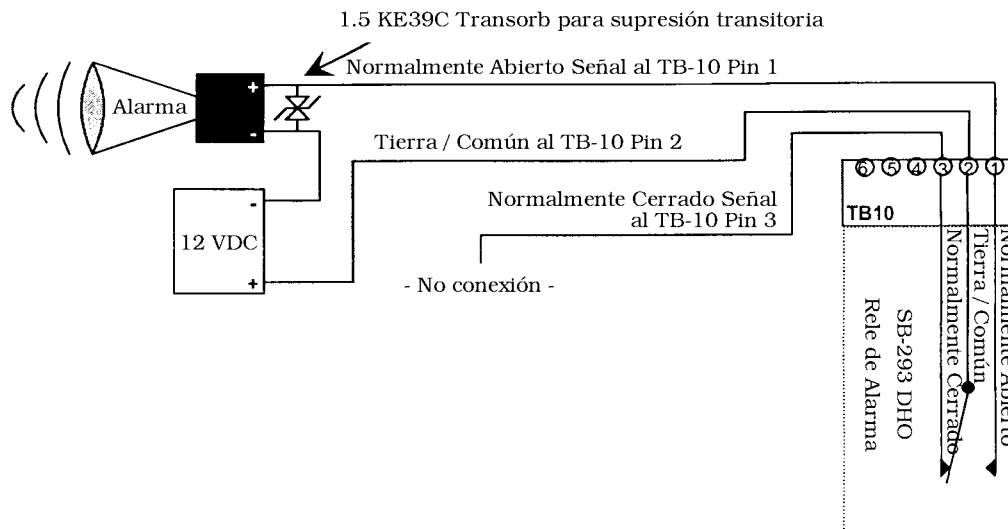 1.5 KE39C Transorb para supresión transitoria
Normalmente Abierto Señal al TB-10 Pin 1
Alarma
+
-
Tierra / Común al TB-10 Pin 2
Normalmente Cerrado Señal
al TB-10 Pin 3
- No conexión -
-
12 VDC
+
6 5 4 3 2 1
TB10
Normalmente Abierto
Tierra / Común
Normalmente Cerrado
SB-293 DHO
Rele de Alarma